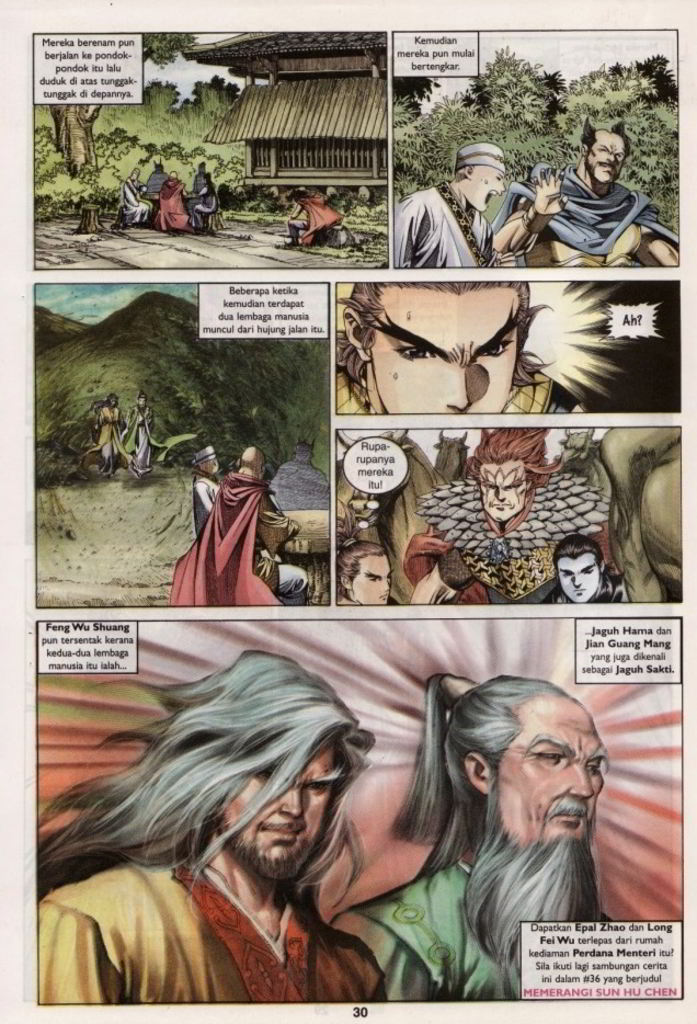 Mereka berenam pun
berjalan ke pondok-
pondok itu lalu
duduk di atas tunggak-
tunggak di depannya.
Kemudian
mereka pun mulai
bertengkar.
Beberapa ketika
kemudian terdapat
dua lembaga manusia
muncul dari hujung jalan itu.
Ah?
Rupa-
rupanya
mereka
itu!
Feng Wu Shuang
pun tersentak kerana
kedua-dua lembaga
manusia itu ialah...
...Jaguh Hama dan
Jian Guang Mang
yang juga dikenali
sebagai Jaguh Sakti.
Dapatkan Epal Zhao dan Long
Fei Wu terlepas dari rumah
kediaman Perdana Menteri itu?
Sila ikuti lagi sambungan cerita
ini dalam #36 yang berjudul
MEMERANGI SUN HU CHEN
30